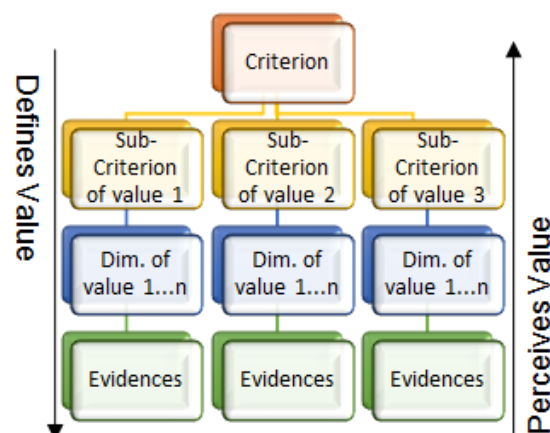 Defines Value
Criterion
Sub-
Criterion
of value 1
Sub-
Criterion
of value 2
Sub-
Criterion
of value 3
Dim. of
value 1...n
Dim. of
value 1...n
Dim. of
value 1...n
Evidences
Evidences
Evidences
Perceives Value